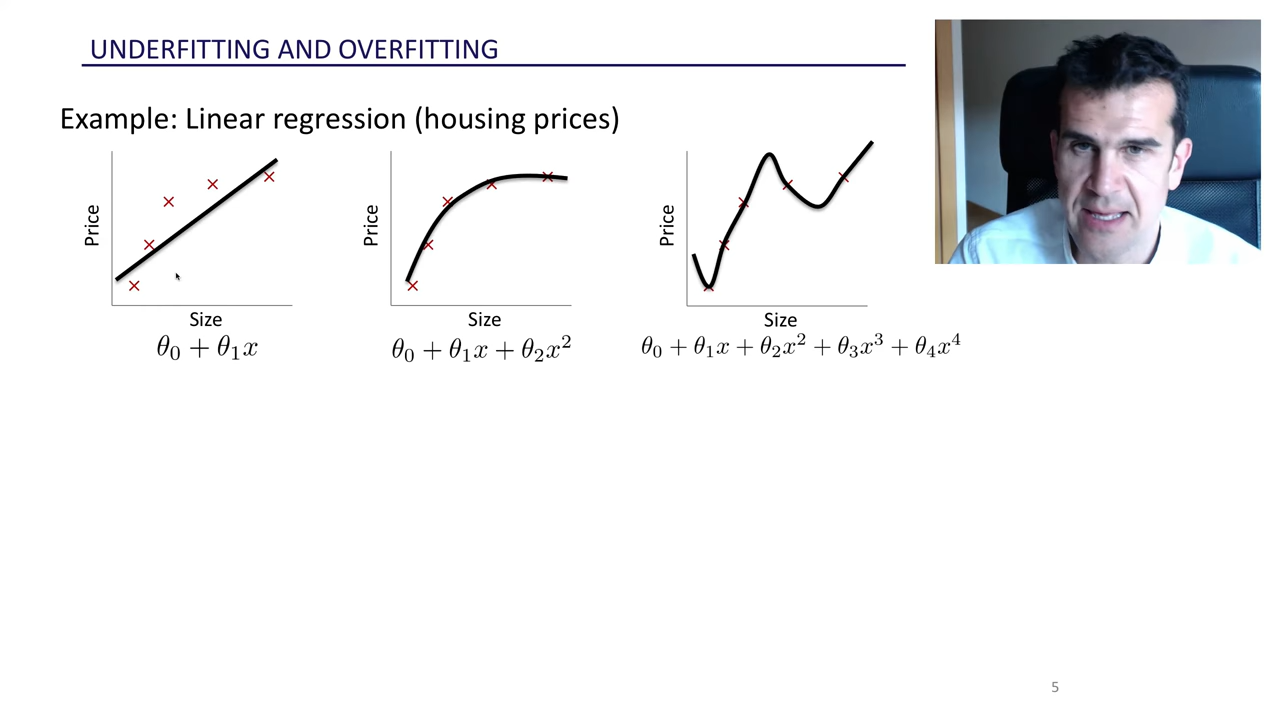 UNDERFITTING AND OVERFITTING
Example: Linear regression (housing prices)
Price
Size
θ₀ + θ₁x
Price
Size
θ₀ + θ₁x + θ₂x²
Price
Size
θ₀ + θ₁x + θ₂x² + θ₃x³ + θ₄x⁴
5